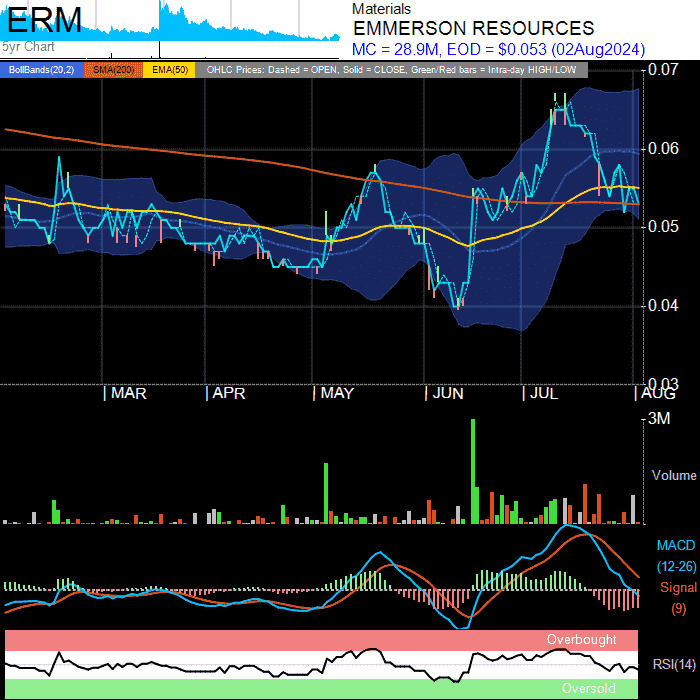 ERM
5yr Chart
Materials
EMMERSON RESOURCES
MC = 28.9M, EOD = $0.053 (02Aug2024)
BollBands(20,2) SMA(200) EMA(50) OHLC Prices: Dashed = OPEN, Solid = CLOSE, Green/Red bars = Intra-day HIGH/LOW
0.07
0.06
0.05
0.04
0.03
MAR APR MAY JUN JUL AUG
3M
Volume
MACD
(12-26)
Signal
(9)
Overbought
RSI(14)
Oversold